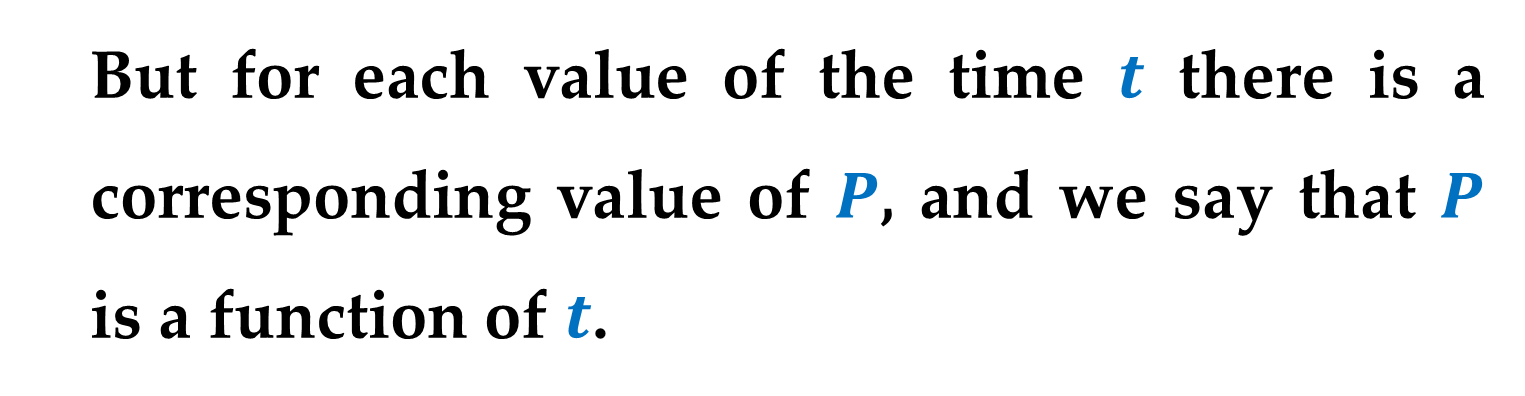 But for each value of the time t there is a
corresponding value of P, and we say that P
is a function of t.